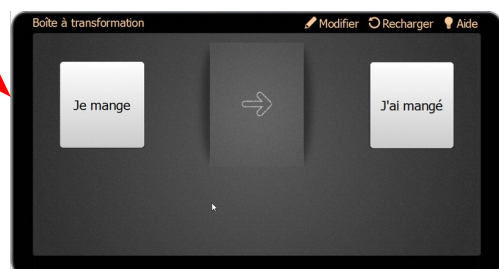 Boîte à transformation Modifier Recharger Aide
Je mange J'ai mangé